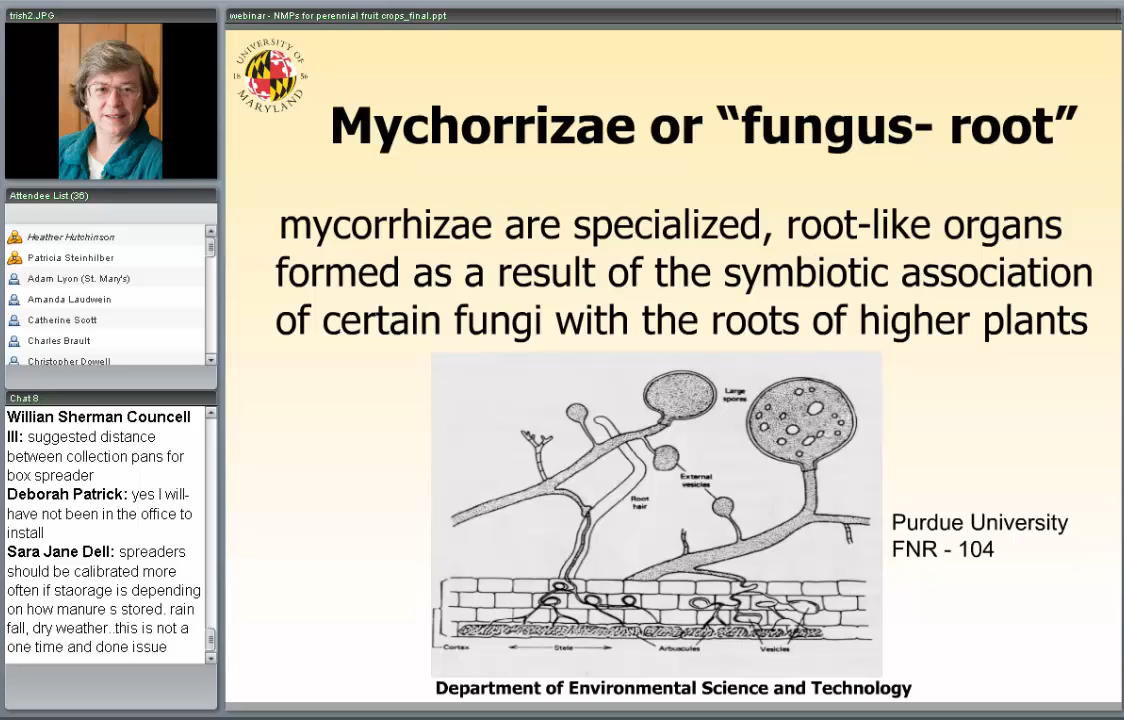 trish2.JPG
webinar - NMPs for perennial fruit crops_final.ppt
Attendee List (36)
Heather Hutchinson
Patricia Steinhilber
Adam Lyon (St. Mary's)
Amanda Laudwein
Catherine Scott
Charles Brault
Christopher Dowell
Chat 8
Willian Sherman Councell
III: suggested distance
between collection pans for
box spreader
Deborah Patrick: yes I will-
have not been in the office to
install
Sara Jane Dell: spreaders
should be calibrated more
often if staorage is depending
on how manure s stored. rain
fall, dry weather..this is not a
one time and done issue
UNIVERSITY OF
18 56
MARYLAND
Mychorrizae or “fungus- root”
mycorrhizae are specialized, root-like organs
formed as a result of the symbiotic association
of certain fungi with the roots of higher plants
Large
spores
External
vesicles
Root
hair
Cortex
Stele
Arbuscules
Vesicles
Purdue University
FNR - 104
Department of Environmental Science and Technology